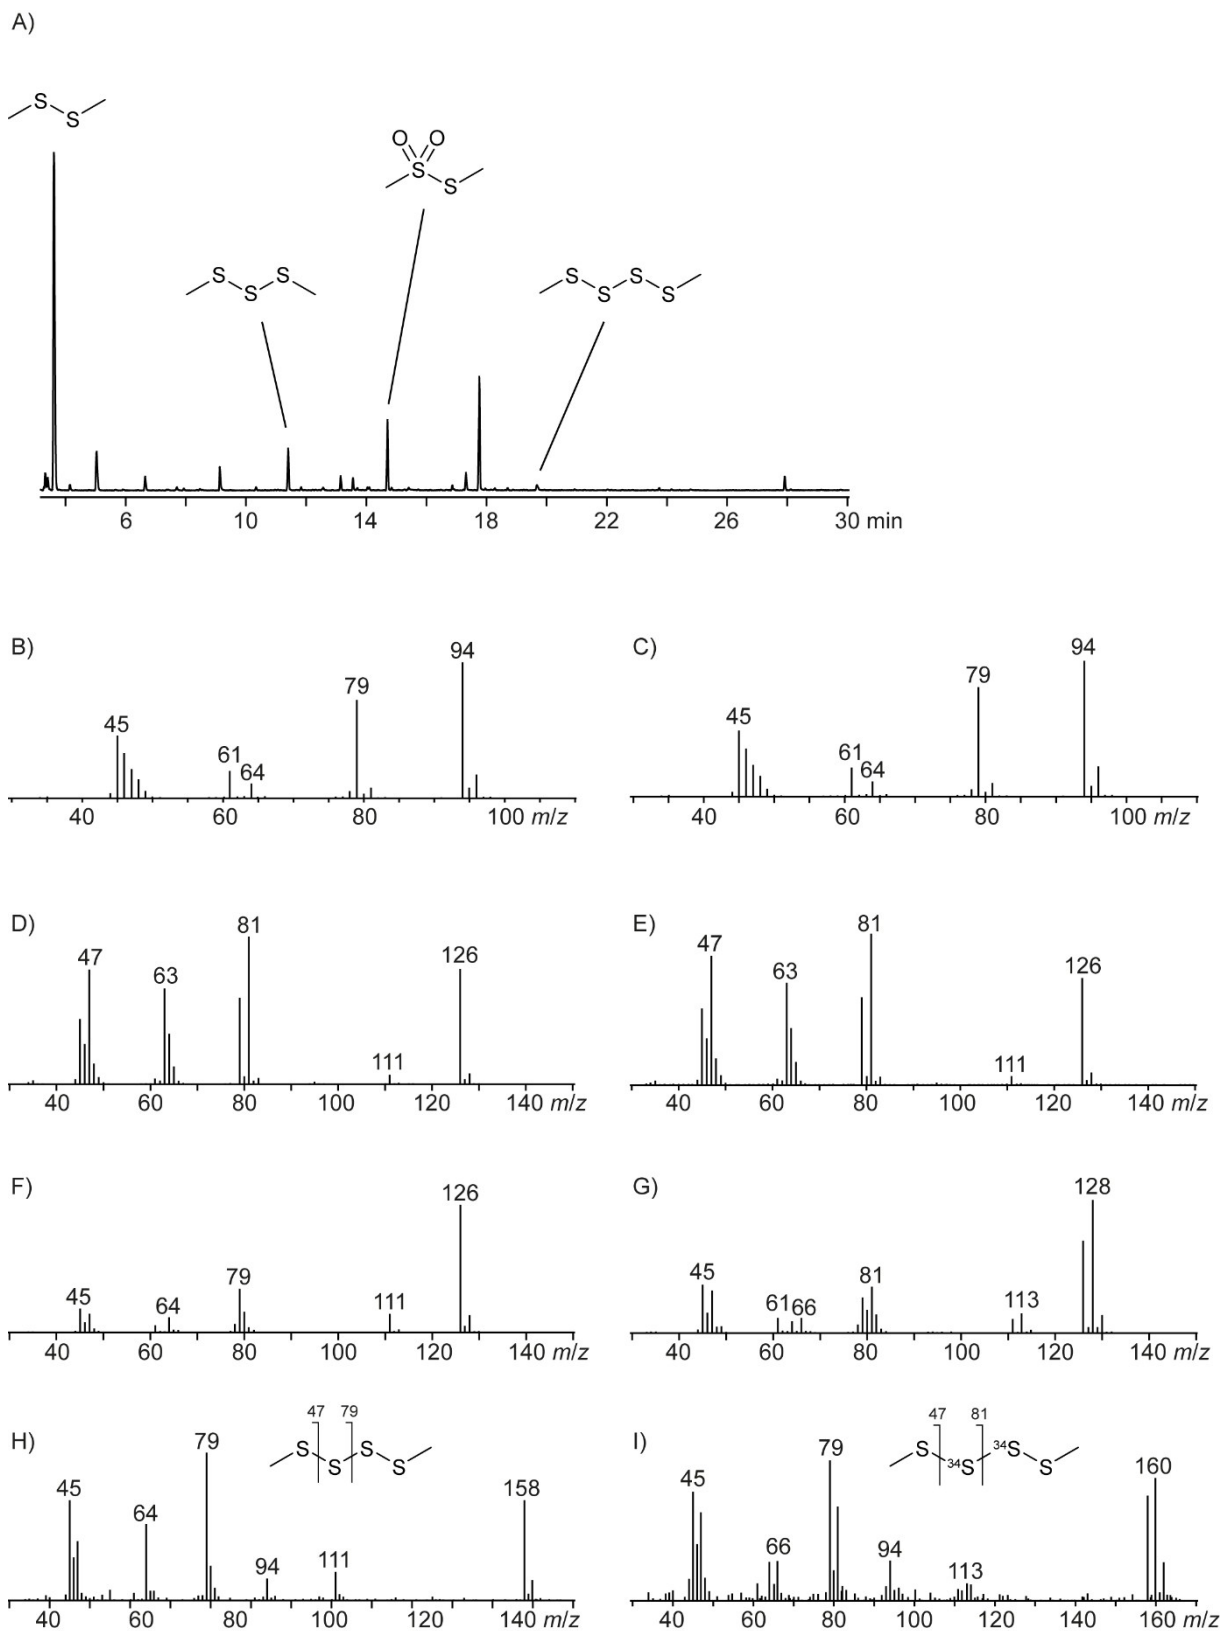 A)
S
S
O O
S
S
S S
S
S S
S S
6 10 14 18 22 26 30 min
B)
94
79
45
61
64
40 60 80 100 m/z
C)
94
79
45
61
64
40 60 80 100 m/z
D)
81
47
63
126
111
40 60 80 100 120 140 m/z
E)
81
47
63
126
111
40 60 80 100 120 140 m/z
F)
126
79
45
64
111
40 60 80 100 120 140 m/z
G)
128
45
81
61 66
113
40 60 80 100 120 140 m/z
H)
47 79
S S
S S
79
45
64
158
94 111
40 60 80 100 120 140 m/z
I)
47 81
S ³⁴S
³⁴S S
79
45
160
66
94
113
40 60 80 100 120 140 160 m/z